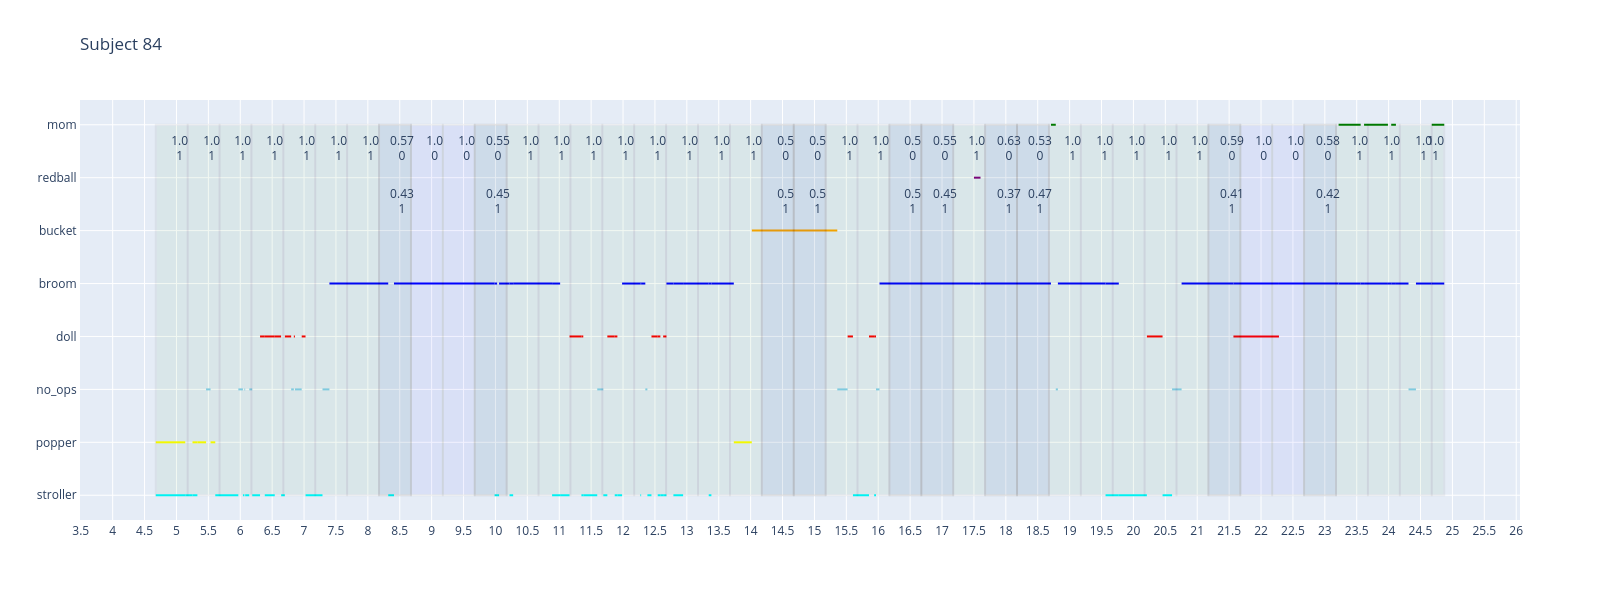 Subject 84
mom
1.0 1.0 1.0 1.0 1.0 1.0 1.0 0.57 1.0 1.0 0.55 1.0 1.0 1.0 1.0 1.0 1.0 1.0 1.0 0.5 0.5 1.0 1.0 0.5 0.55 1.0 0.63 0.53 1.0 1.0 1.0 1.0 1.0 0.59 1.0 1.0 0.58 1.0 1.0 1.0 1.0
1 1 1 1 1 1 1 0 0 0 0 1 1 1 1 1 1 1 1 0 0 1 1 0 0 1 0 0 1 1 1 1 1 0 0 0 0 1 1 1 1
redball
0.43 0.45 0.5 0.5 0.5 0.45 0.37 0.47 0.41 0.42
1 1 1 1 1 1 1 1 1 1
bucket
broom
doll
no_ops
popper
stroller
3.5 4 4.5 5 5.5 6 6.5 7 7.5 8 8.5 9 9.5 10 10.5 11 11.5 12 12.5 13 13.5 14 14.5 15 15.5 16 16.5 17 17.5 18 18.5 19 19.5 20 20.5 21 21.5 22 22.5 23 23.5 24 24.5 25 25.5 26